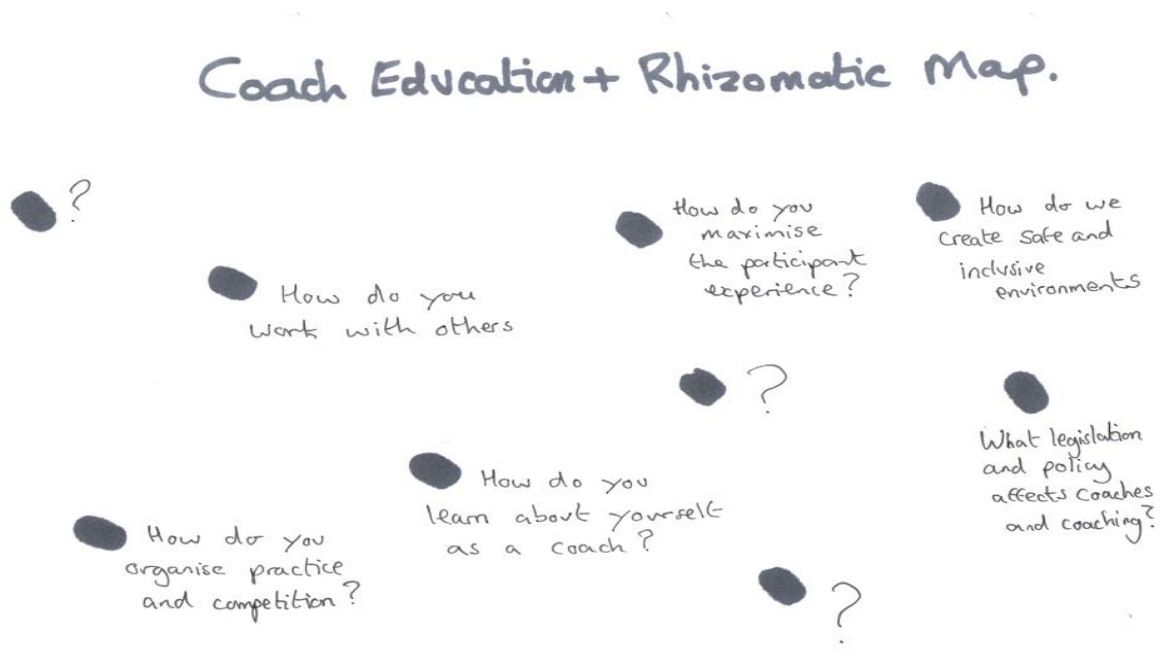 Coach Education + Rhizomatic Map.
?
How do you
work with others
How do you
maximise
the participant
experience?
How do we
create safe and
inclusive
environments
?
What legislation
and policy
affects coaches
and coaching?
How do you
learn about yourself
as a coach?
How do you
organise practice
and competition?
?